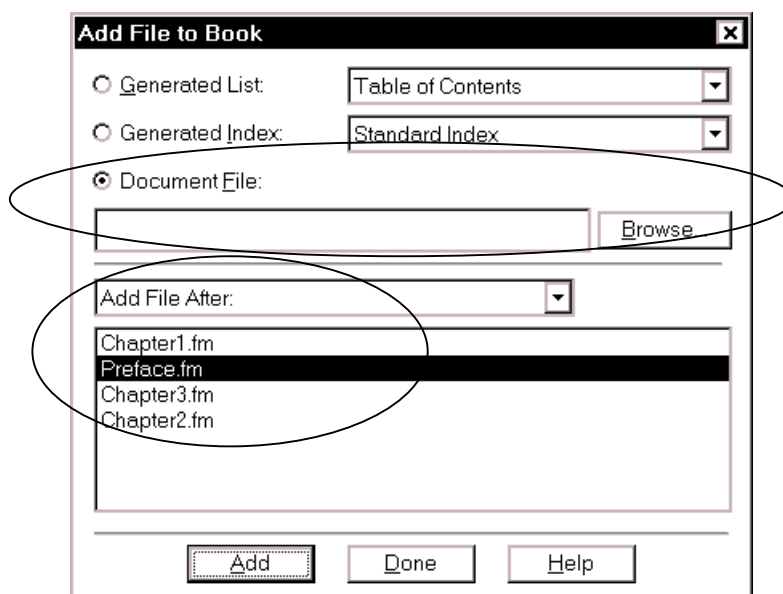 Add File to Book
Generated List: Table of Contents
Generated Index: Standard Index
Document File:
Browse...
Add File After:
Chapter1.fm
Preface.fm
Chapter3.fm
Chapter2.fm
Add Done Help